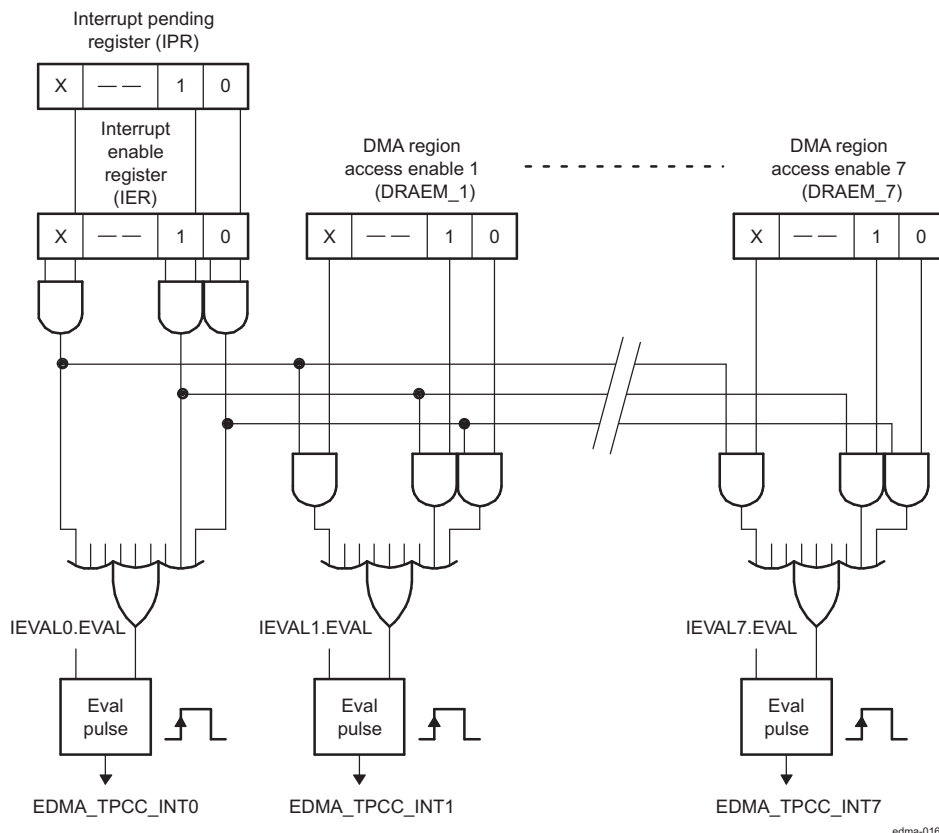 Interrupt pending
register (IPR)
X — — 1 0
Interrupt
enable
register
(IER)
X — — 1 0
DMA region
access enable 1
(DRAEM_1)
X — — 1 0
DMA region
access enable 7
(DRAEM_7)
X — — 1 0
IEVAL0.EVAL
IEVAL1.EVAL
IEVAL7.EVAL
Eval
pulse
Eval
pulse
Eval
pulse
EDMA_TPCC_INT0
EDMA_TPCC_INT1
EDMA_TPCC_INT7
edma-016